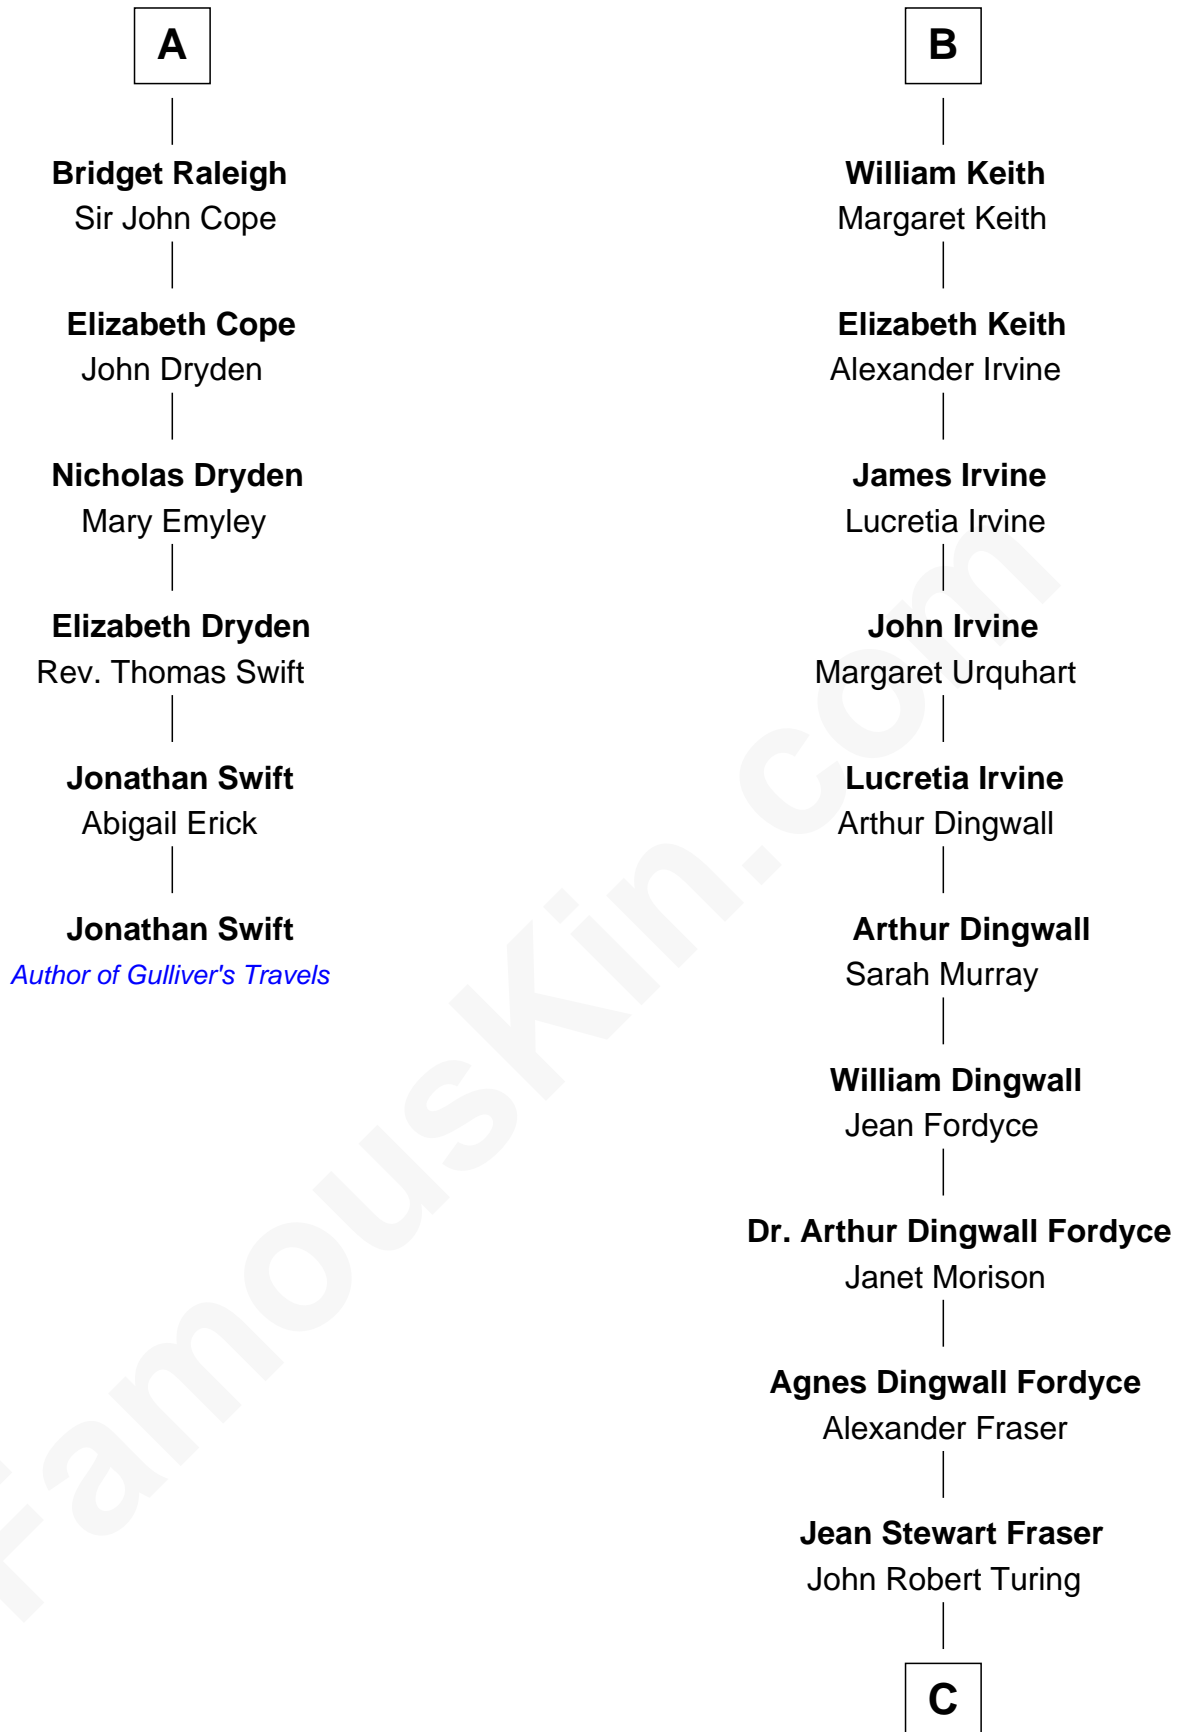 A
Bridget Raleigh
Sir John Cope
Elizabeth Cope
John Dryden
Nicholas Dryden
Mary Emyley
Elizabeth Dryden
Rev. Thomas Swift
Jonathan Swift
Abigail Erick
Jonathan Swift
Author of Gulliver's Travels
B
William Keith
Margaret Keith
Elizabeth Keith
Alexander Irvine
James Irvine
Lucretia Irvine
John Irvine
Margaret Urquhart
Lucretia Irvine
Arthur Dingwall
Arthur Dingwall
Sarah Murray
William Dingwall
Jean Fordyce
Dr. Arthur Dingwall Fordyce
Janet Morison
Agnes Dingwall Fordyce
Alexander Fraser
Jean Stewart Fraser
John Robert Turing
C
FamousKin.com